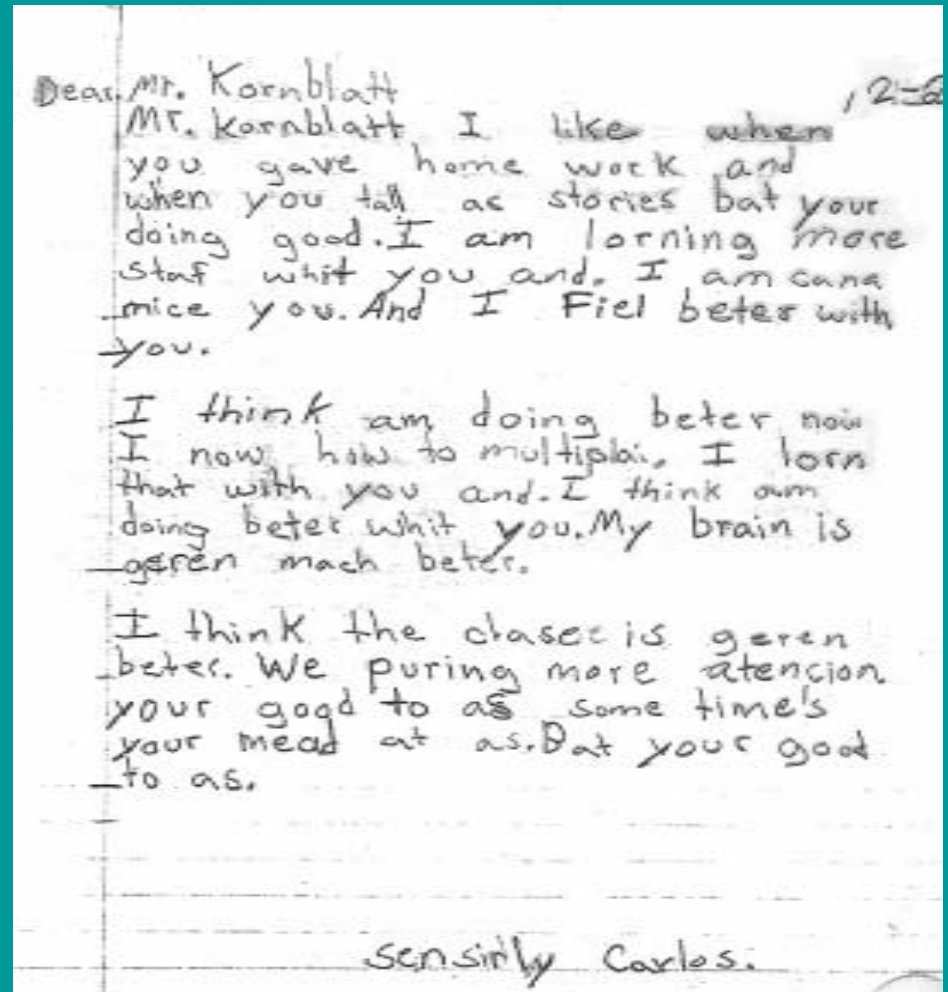 Dear Mr. Kornblatt
Mr. Kornblatt I like when
you gave home work and
when you tall as stories bat your
doing good. I am lorning more
staf whit you and. I am cana
mice you. And I Fiel beter with
you.
I think am doing beter now
I now how to multiplai. I lorn
that with you and. I think am
doing beter whit you. My brain is
geren mach beter.
I think the clasee is geren
beter. We puring more atencion
your good to as some time's
your mead at as. Bat your good
to as.
sensirlly Carlos.